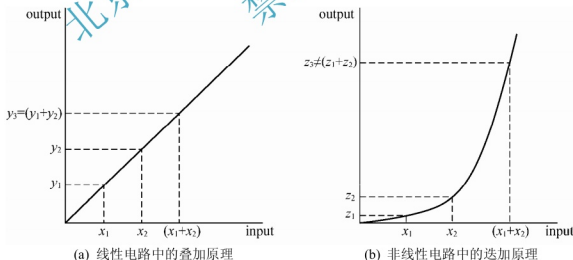 output
y₃=(y₁+y₂)
y₂
y₁
x₁ x₂ (x₁+x₂) input
(a) 线性电路中的叠加原理
output
z₃≠(z₁+z₂)
z₂
z₁
x₁ x₂ (x₁+x₂) input
(b) 非线性电路中的迭加原理